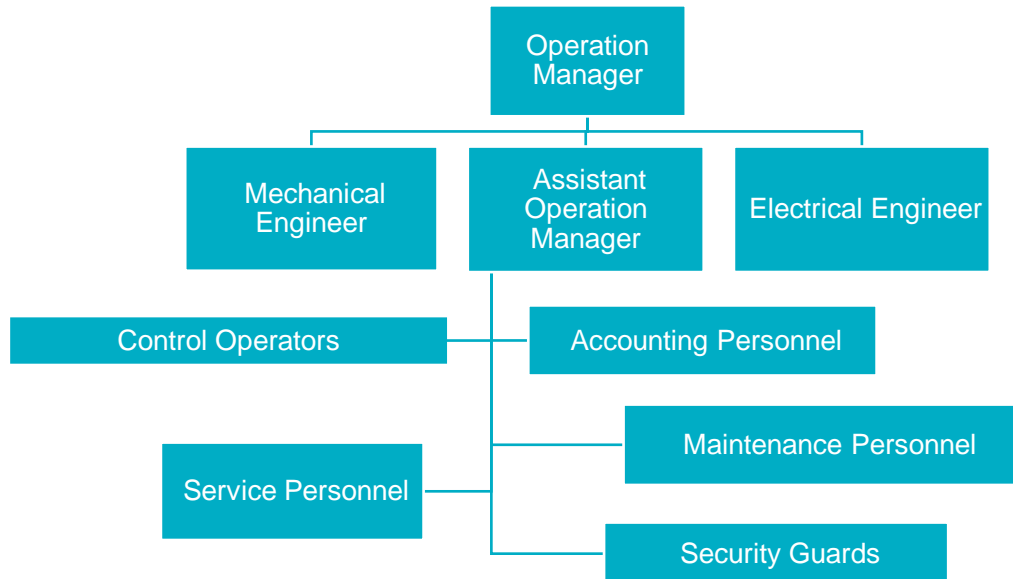 Operation
Manager
Mechanical
Engineer
Assistant
Operation
Manager
Electrical Engineer
Control Operators
Accounting Personnel
Maintenance Personnel
Service Personnel
Security Guards